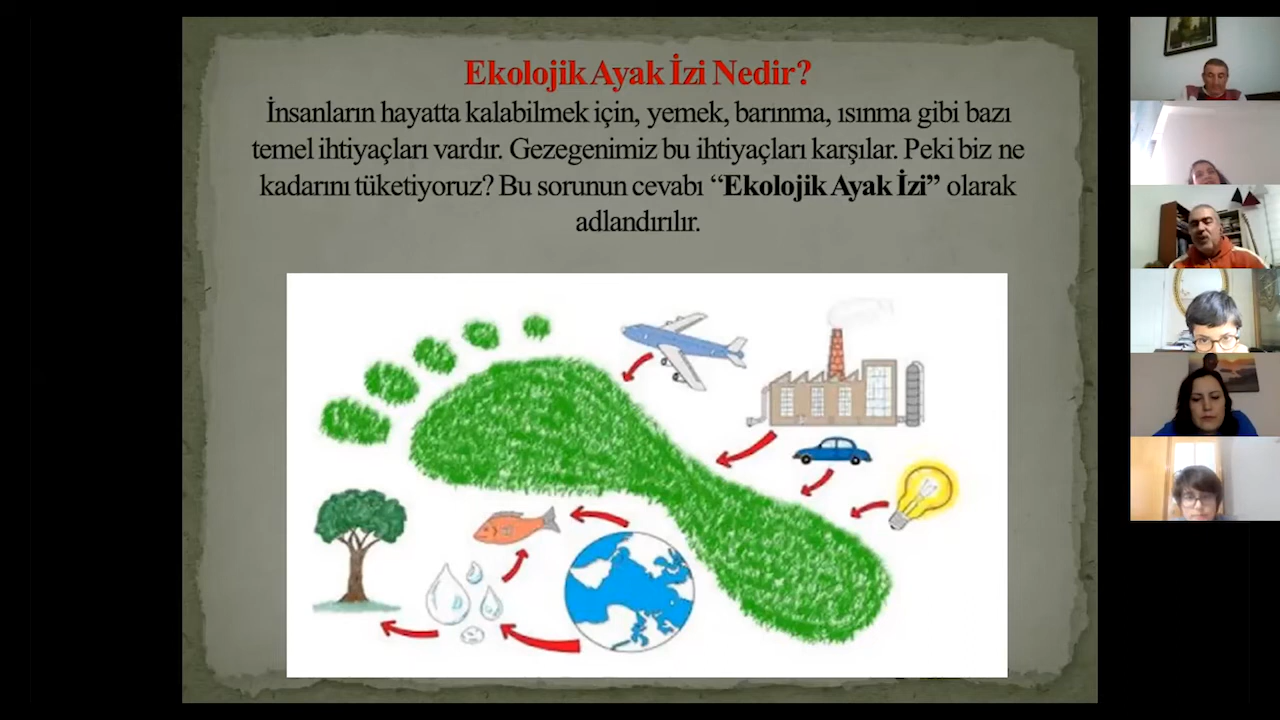 Ekolojik Ayak İzi Nedir?
İnsanların hayatta kalabilmek için, yemek, barınma, ısınma gibi bazı
temel ihtiyaçları vardır. Gezegenimiz bu ihtiyaçları karşılar. Peki biz ne
kadarını tüketiyoruz? Bu sorunun cevabı “Ekolojik Ayak İzi” olarak
adlandırılır.